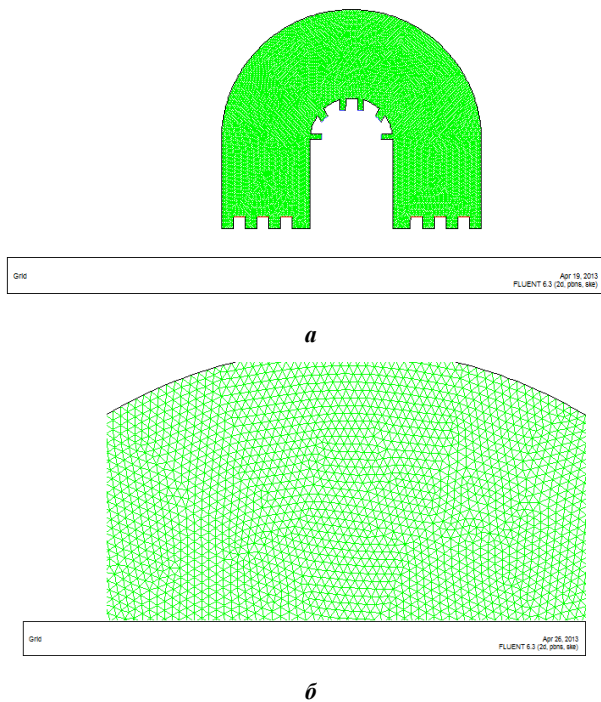 Grid
Apr 19, 2013
FLUENT 6.3 (2d, pbns, ske)
а
Grid
Apr 26, 2013
FLUENT 6.3 (2d, pbns, ske)
б